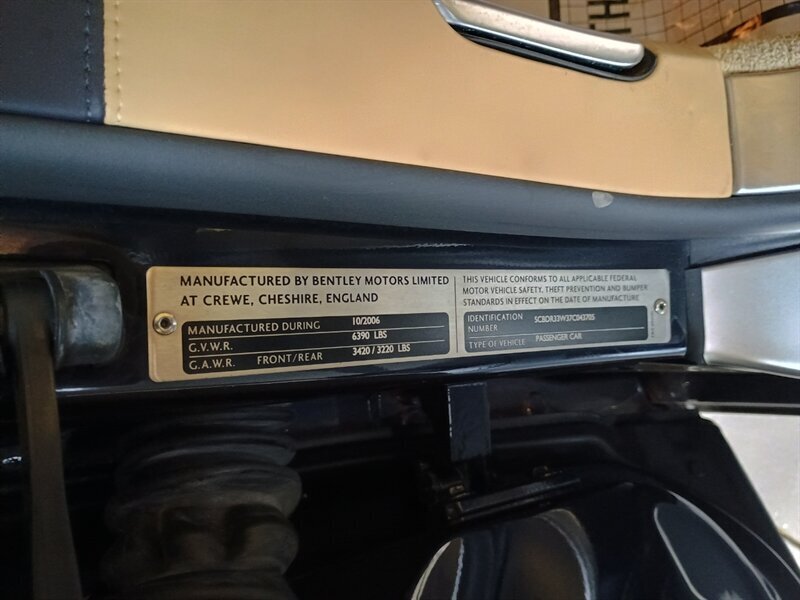 TH
MANUFACTURED BY BENTLEY MOTORS LIMITED
AT CREWE, CHESHIRE, ENGLAND
MANUFACTURED DURING 10/2006
G.V.W.R. 6390 LBS
G.A.W.R. FRONT/REAR 3420 / 3220 LBS
THIS VEHICLE CONFORMS TO ALL APPLICABLE FEDERAL
MOTOR VEHICLE SAFETY, THEFT PREVENTION AND BUMPER
STANDARDS IN EFFECT ON THE DATE OF MANUFACTURE
IDENTIFICATION
NUMBER SCBDR33W37C043705
TYPE OF VEHICLE PASSENGER CAR